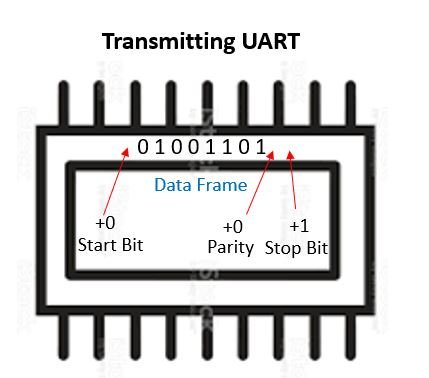 Transmitting UART
0 1 0 0 1 1 0 1
Data Frame
+0
Start Bit
+0
Parity
+1
Stop Bit